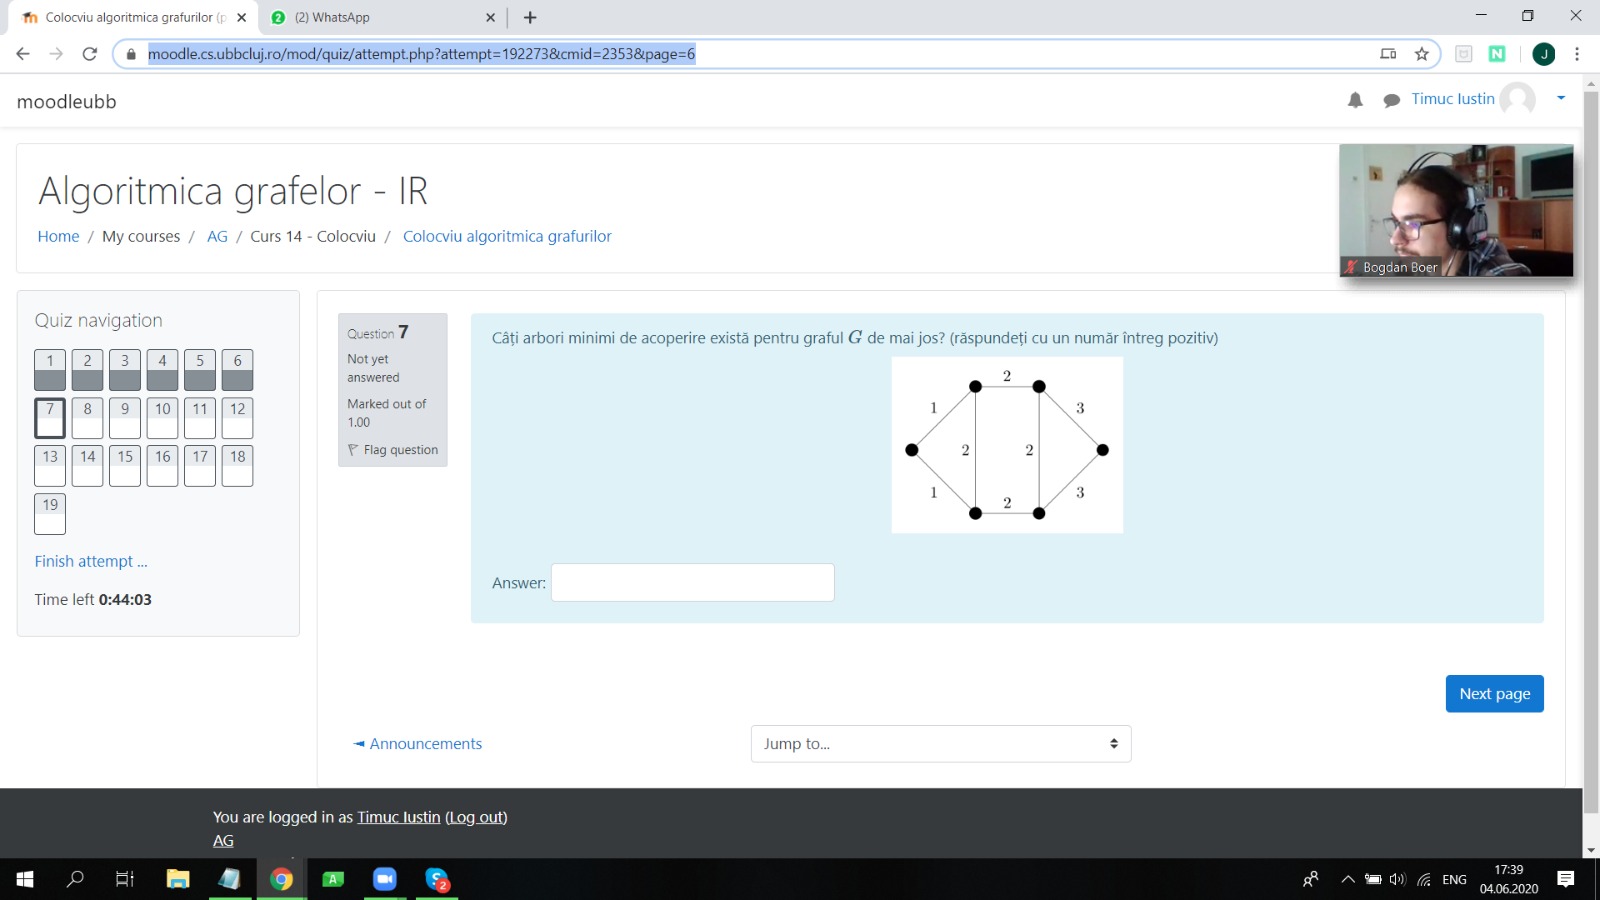 Colocviu algoritmica grafurilor (p
(2) WhatsApp
moodle.cs.ubbcluj.ro/mod/quiz/attempt.php?attempt=192273&cmid=2353&page=6
N
J
moodleubb
Timuc Iustin
Algoritmica grafelor - IR
Home / My courses / AG / Curs 14 - Colocviu / Colocviu algoritmica grafurilor
Bogdan Boer
Quiz navigation
1 2 3 4 5 6
7 8 9 10 11 12
13 14 15 16 17 18
19
Finish attempt ...
Time left 0:44:03
Question 7
Not yet
answered
Marked out of
1.00
Flag question
Câți arbori minimi de acoperire există pentru graful G de mai jos? (răspundeți cu un număr întreg pozitiv)
2
1 3
2 2
1 3
2
Answer:
Next page
◄ Announcements
Jump to...
You are logged in as Timuc Iustin (Log out)
AG
A
2
ENG
17:39
04.06.2020